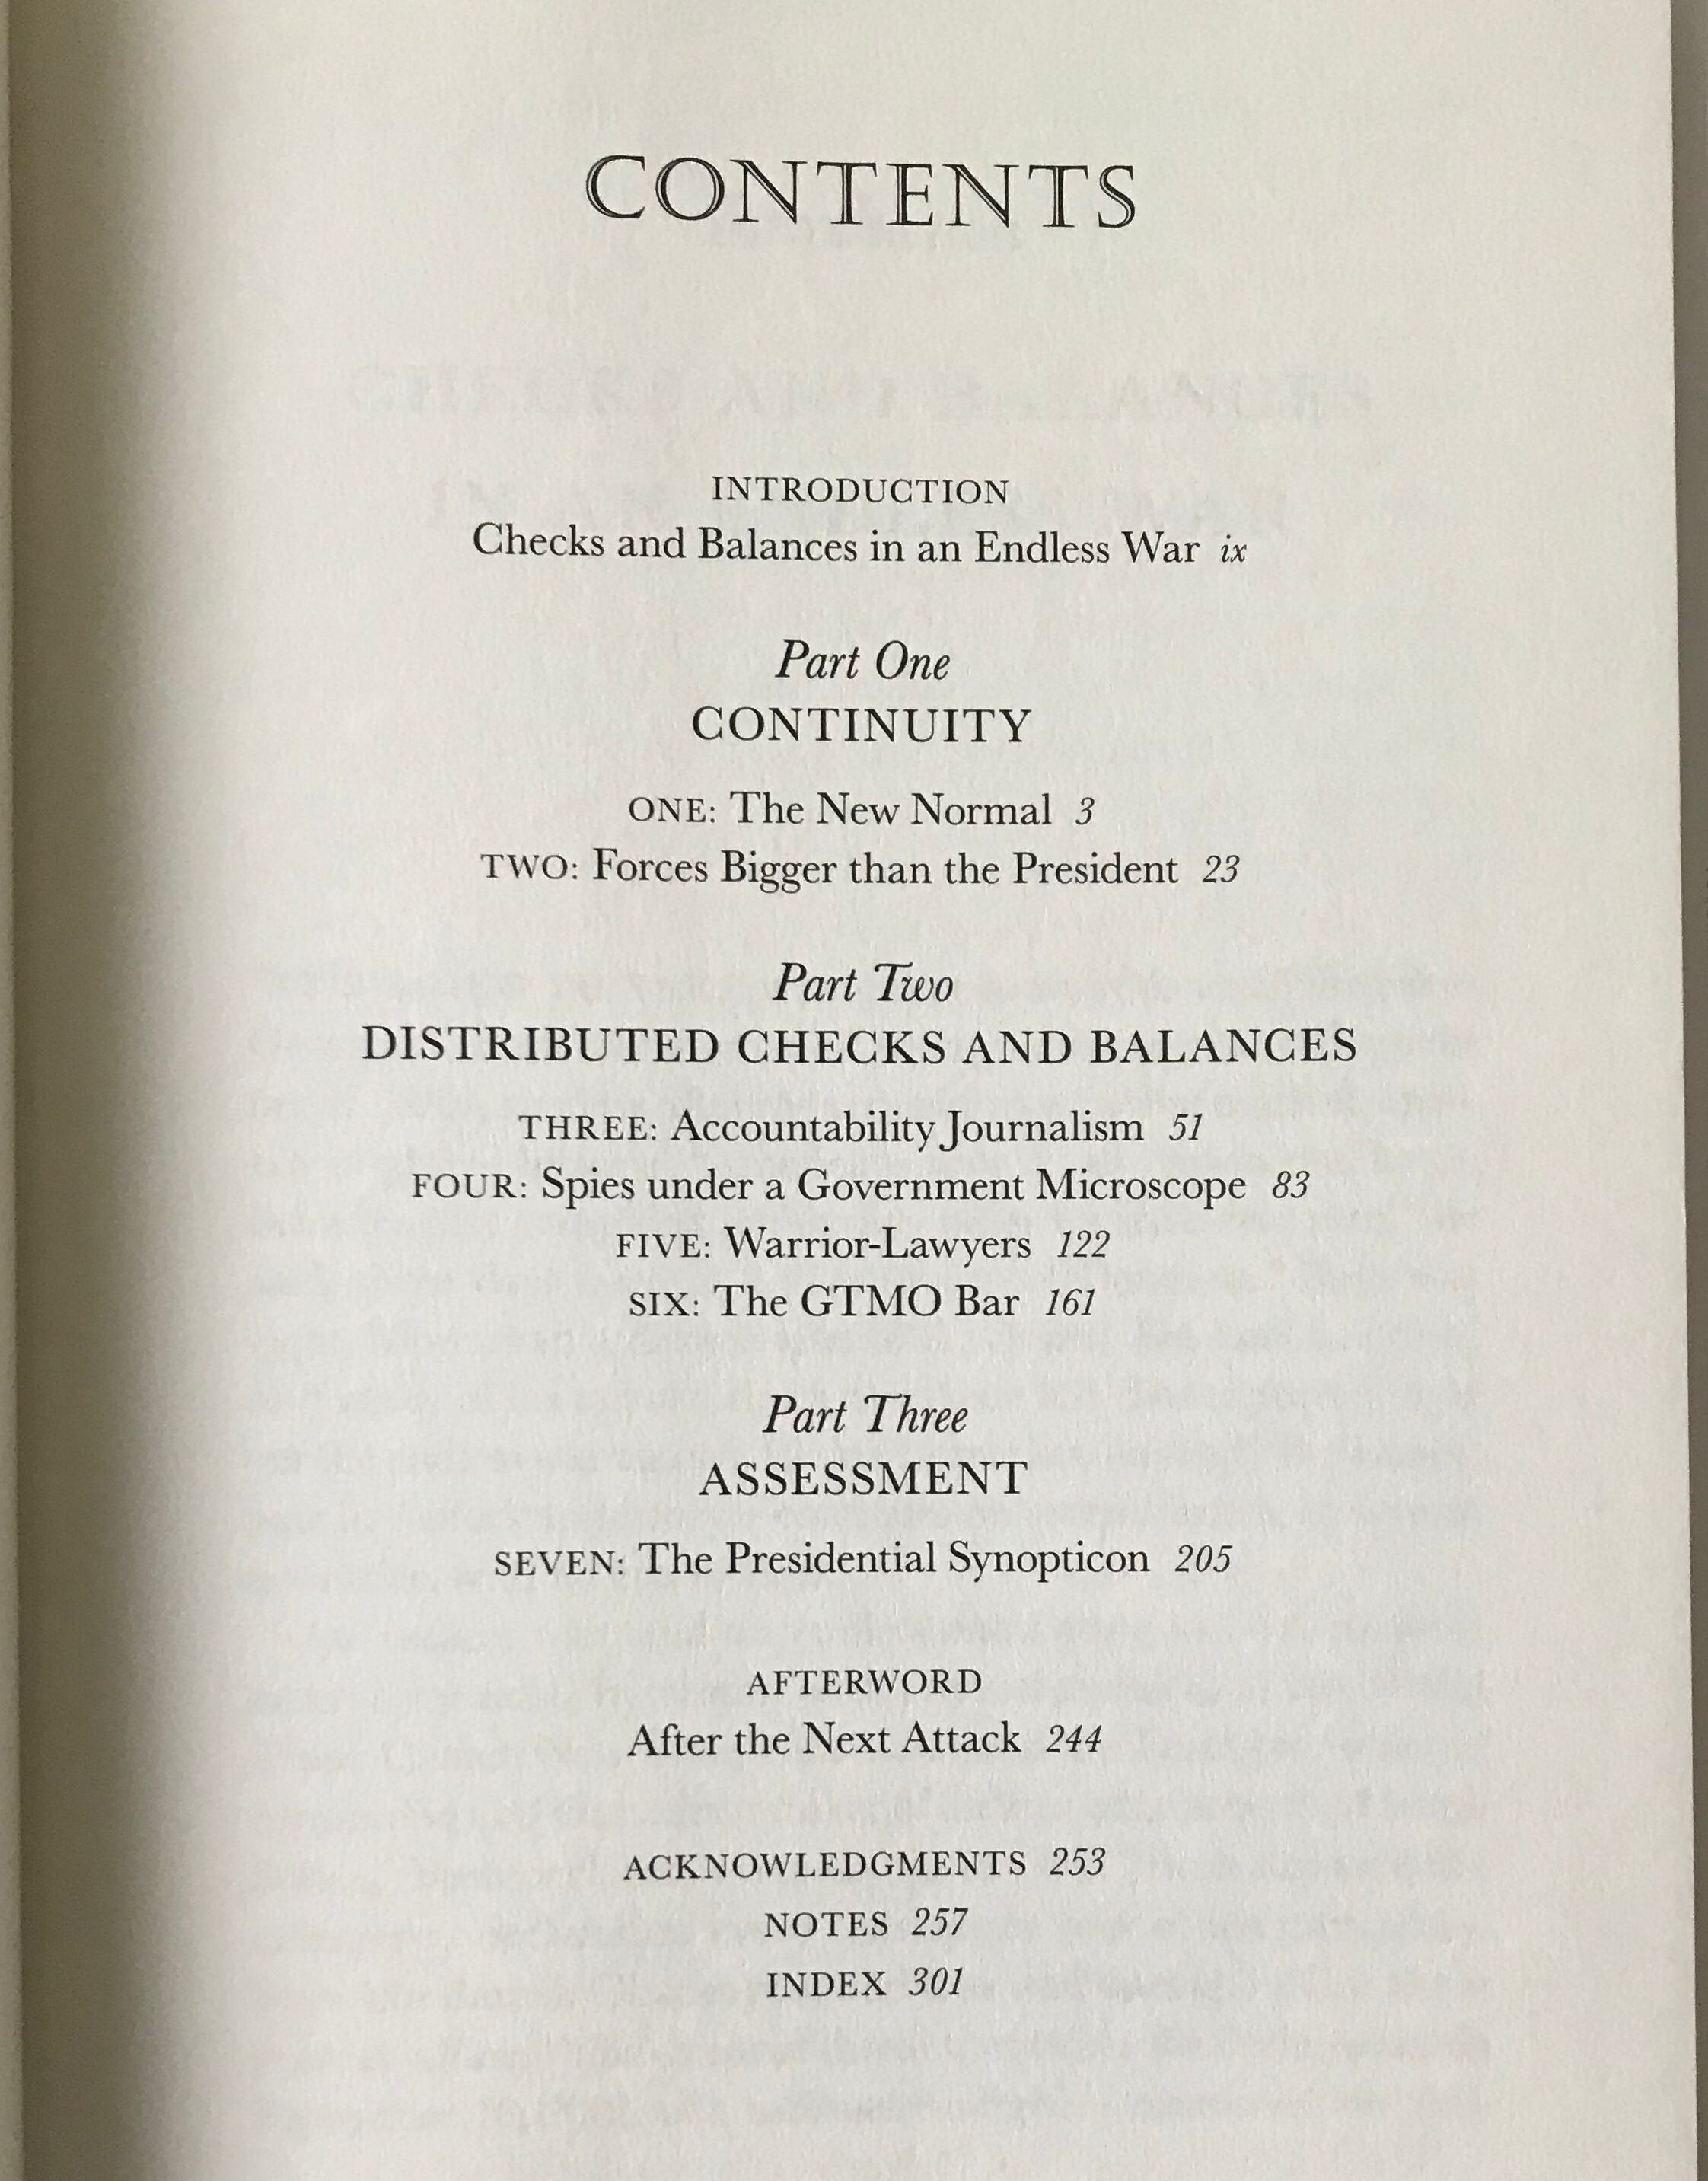 CONTENTS
INTRODUCTION
Checks and Balances in an Endless War ix
Part One
CONTINUITY
ONE: The New Normal 3
TWO: Forces Bigger than the President 23
Part Two
DISTRIBUTED CHECKS AND BALANCES
THREE: Accountability Journalism 51
FOUR: Spies under a Government Microscope 83
FIVE: Warrior-Lawyers 122
SIX: The GTMO Bar 161
Part Three
ASSESSMENT
SEVEN: The Presidential Synopticon 205
AFTERWORD
After the Next Attack 244
ACKNOWLEDGMENTS 253
NOTES 257
INDEX 301